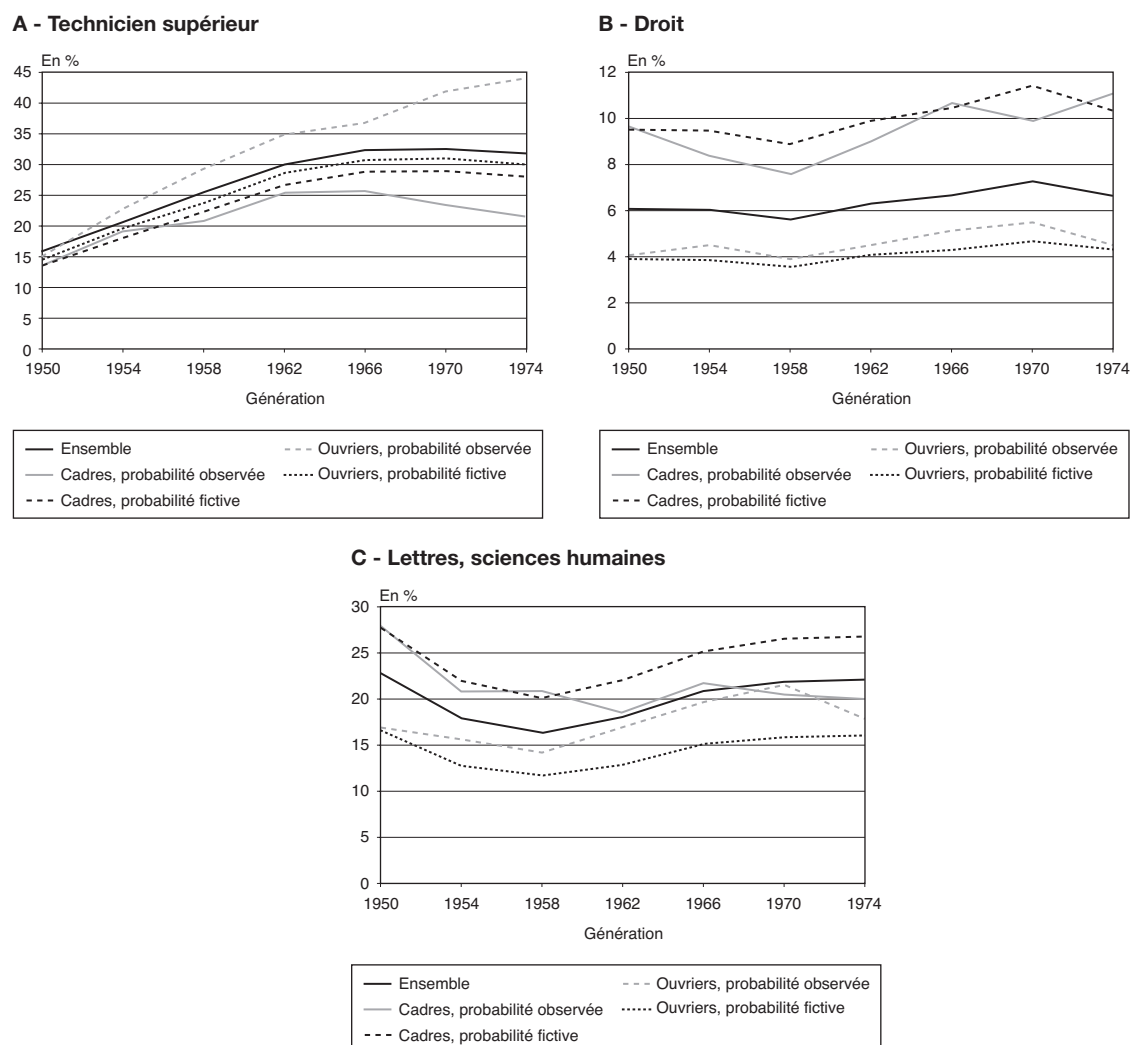 A - Technicien supérieur
En %
45
40
35
30
25
20
15
10
5
0
1950 1954 1958 1962 1966 1970 1974
Génération
Ensemble
Ouvriers, probabilité observée
Cadres, probabilité observée
Ouvriers, probabilité fictive
Cadres, probabilité fictive
B - Droit
En %
12
10
8
6
4
2
0
1950 1954 1958 1962 1966 1970 1974
Génération
Ensemble
Ouvriers, probabilité observée
Cadres, probabilité observée
Ouvriers, probabilité fictive
Cadres, probabilité fictive
C - Lettres, sciences humaines
En %
30
25
20
15
10
5
0
1950 1954 1958 1962 1966 1970 1974
Génération
Ensemble
Ouvriers, probabilité observée
Cadres, probabilité observée
Ouvriers, probabilité fictive
Cadres, probabilité fictive